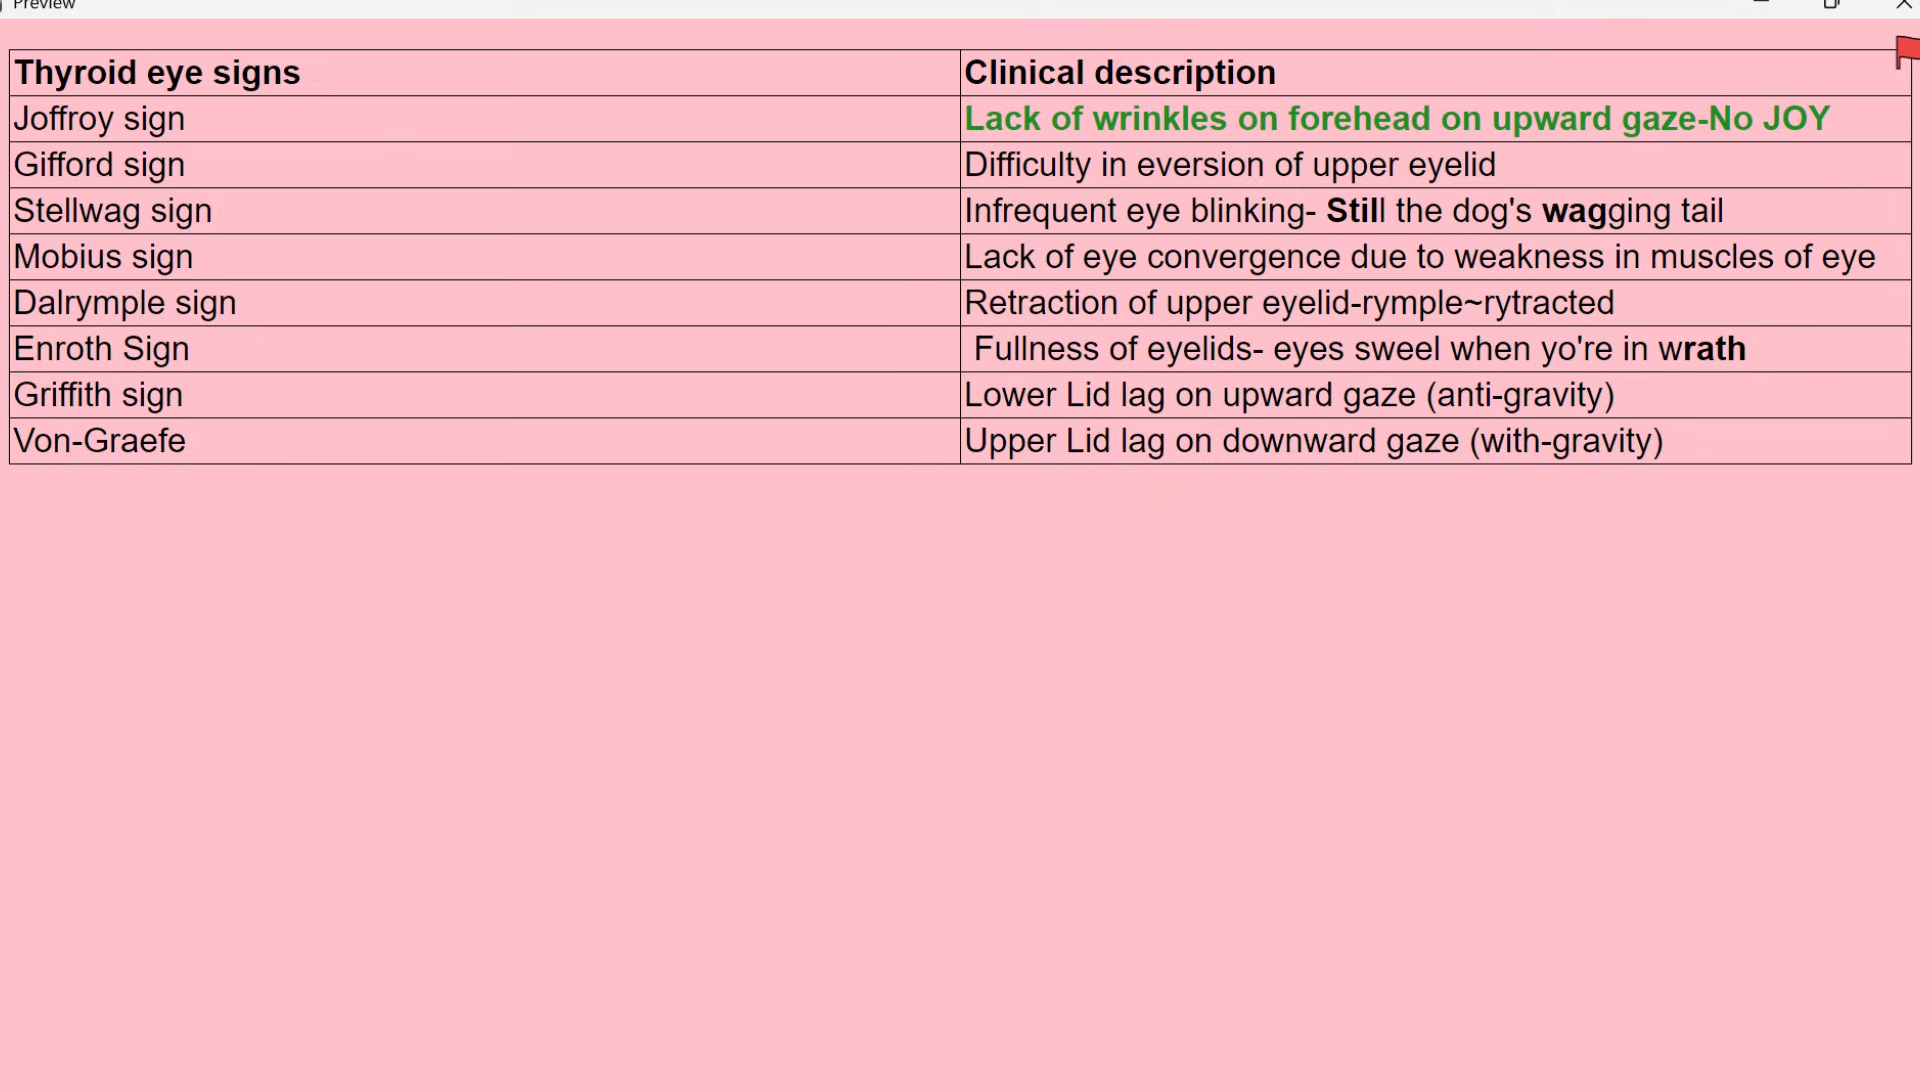 Preview
Thyroid eye signs Clinical description
Joffroy sign Lack of wrinkles on forehead on upward gaze-No JOY
Gifford sign Difficulty in eversion of upper eyelid
Stellwag sign Infrequent eye blinking- Still the dog's wagging tail
Mobius sign Lack of eye convergence due to weakness in muscles of eye
Dalrymple sign Retraction of upper eyelid-rymple~rytracted
Enroth Sign Fullness of eyelids- eyes sweel when yo're in wrath
Griffith sign Lower Lid lag on upward gaze (anti-gravity)
Von-Graefe Upper Lid lag on downward gaze (with-gravity)